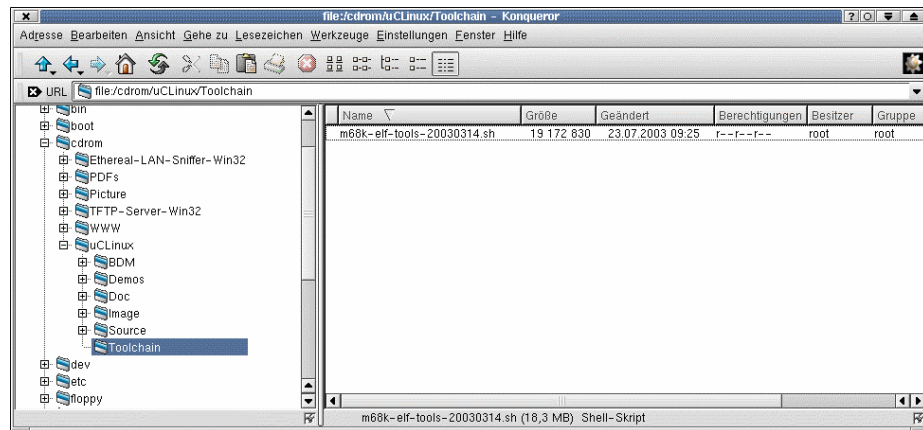 file:/cdrom/uCLinux/Toolchain - Konqueror
Adresse Bearbeiten Ansicht Gehe zu Lesezeichen Werkzeuge Einstellungen Fenster Hilfe
URL file:/cdrom/uCLinux/Toolchain
bin
boot
cdrom
Ethereal-LAN-Sniffer-Win32
PDFs
Picture
TFTP-Server-Win32
WWW
uCLinux
BDM
Demos
Doc
Image
Source
Toolchain
dev
etc
floppy
Name Größe Geändert Berechtigungen Besitzer Gruppe
m68k-elf-tools-20030314.sh 19 172 830 23.07.2003 09:25 r--r--r-- root root
m68k-elf-tools-20030314.sh (18,3 MB) Shell-Skript